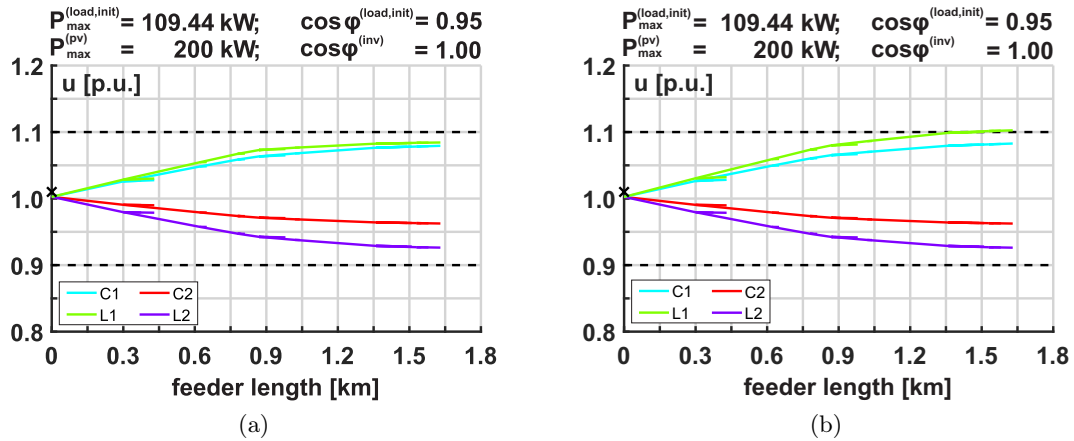 P_max^(load,init) = 109.44 kW; cosφ^(load,init) = 0.95
P_max^(pv) = 200 kW; cosφ^(inv) = 1.00
u [p.u.]
1.2
1.1
1.0
0.9
0.8
C1 C2
L1 L2
0 0.3 0.6 0.9 1.2 1.5 1.8
feeder length [km]
(a)
P_max^(load,init) = 109.44 kW; cosφ^(load,init) = 0.95
P_max^(pv) = 200 kW; cosφ^(inv) = 1.00
u [p.u.]
1.2
1.1
1.0
0.9
0.8
C1 C2
L1 L2
0 0.3 0.6 0.9 1.2 1.5 1.8
feeder length [km]
(b)